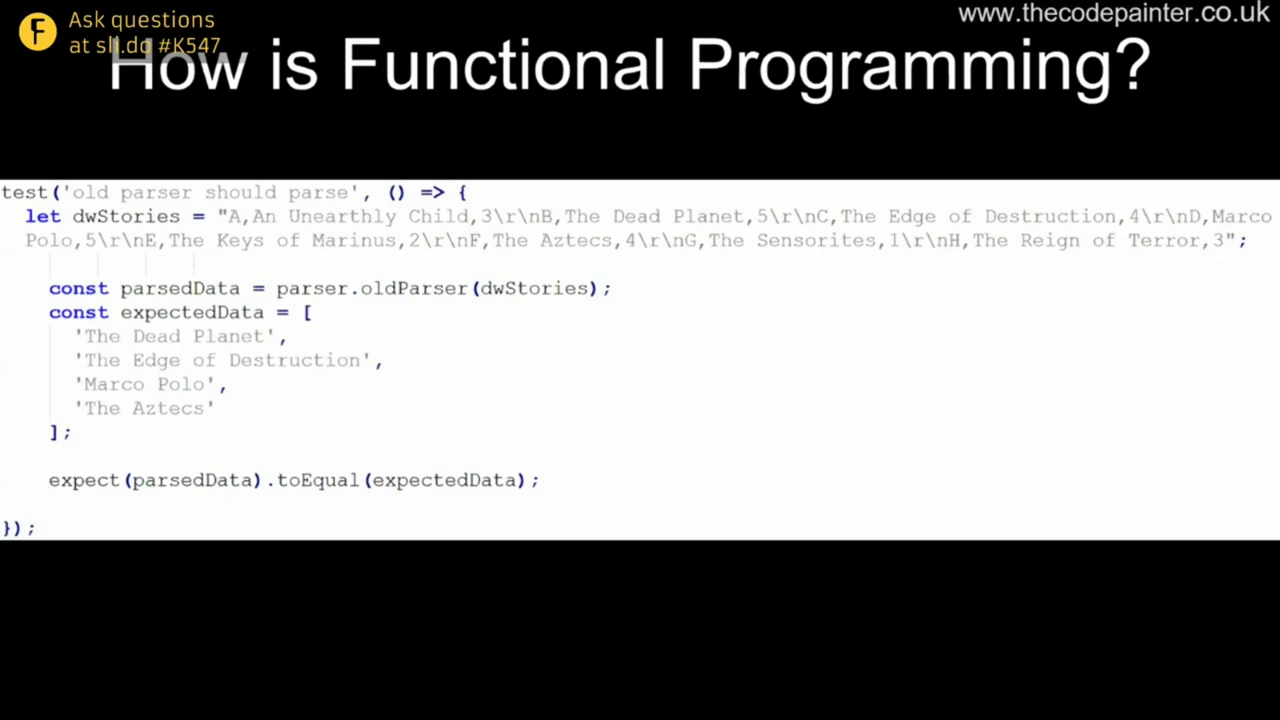 Ask questions
at sli.do #K547
www.thecodepainter.co.uk
How is Functional Programming?
test('old parser should parse', () => {
let dwStories = "A,An Unearthly Child,3\r\nB,The Dead Planet,5\r\nC,The Edge of Destruction,4\r\nD,Marco
Polo,5\r\nE,The Keys of Marinus,2\r\nF,The Aztecs,4\r\nG,The Sensorites,1\r\nH,The Reign of Terror,3";
const parsedData = parser.oldParser(dwStories);
const expectedData = [
'The Dead Planet',
'The Edge of Destruction',
'Marco Polo',
'The Aztecs'
];
expect(parsedData).toEqual(expectedData);
});